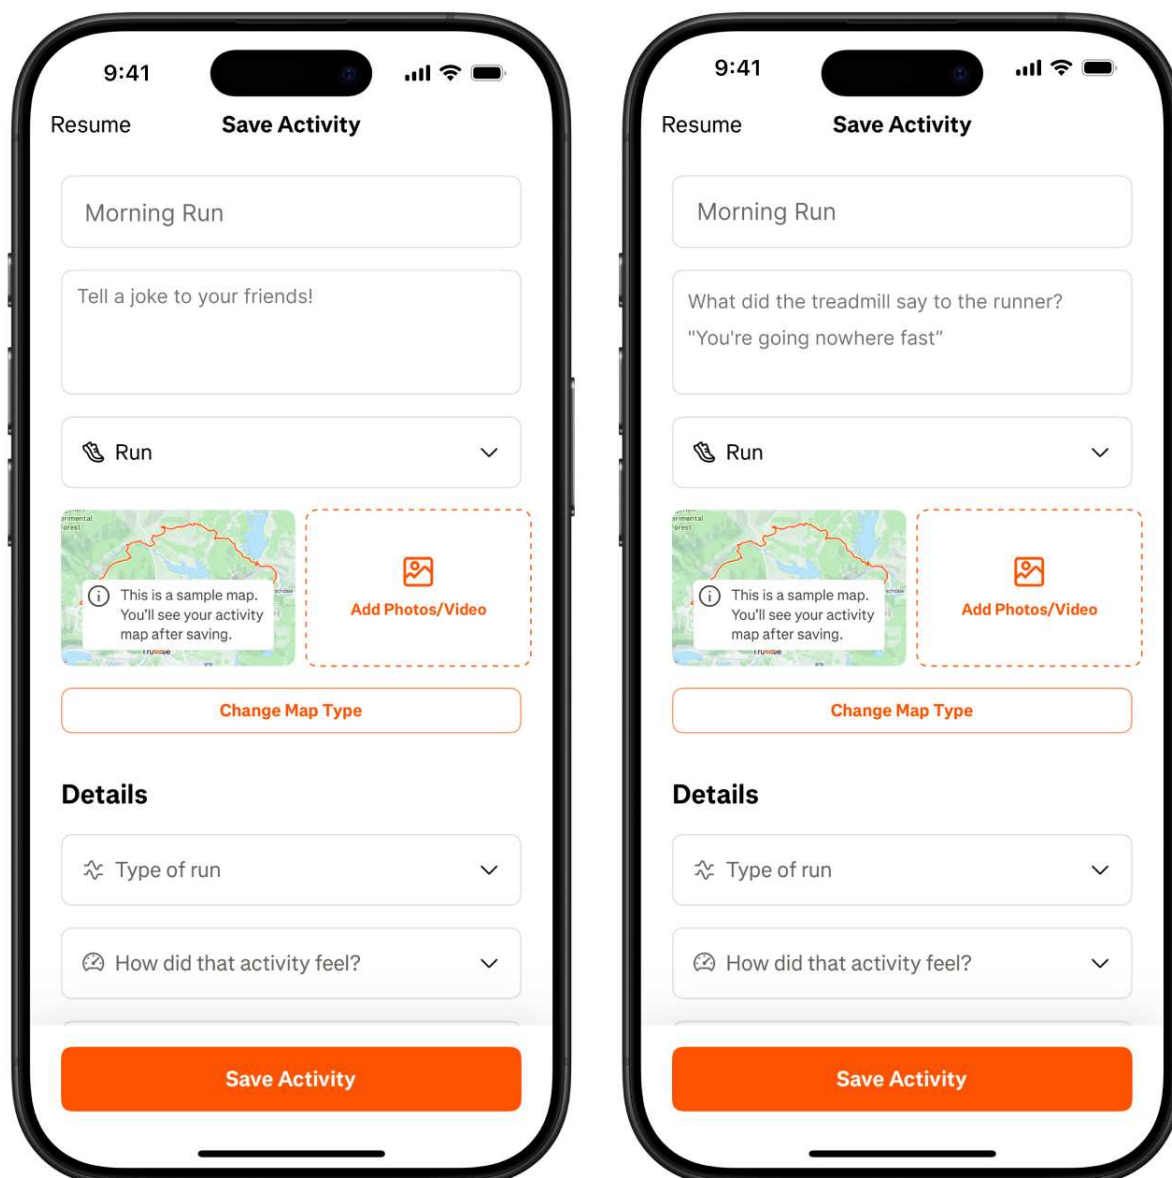 9:41
Resume
Save Activity
Morning Run
Tell a joke to your friends!
Run
This is a sample map.
You'll see your activity
map after saving.
Add Photos/Video
Change Map Type
Details
Type of run
How did that activity feel?
Save Activity
9:41
Resume
Save Activity
Morning Run
What did the treadmill say to the runner?
"You're going nowhere fast”
Run
This is a sample map.
You'll see your activity
map after saving.
Add Photos/Video
Change Map Type
Details
Type of run
How did that activity feel?
Save Activity